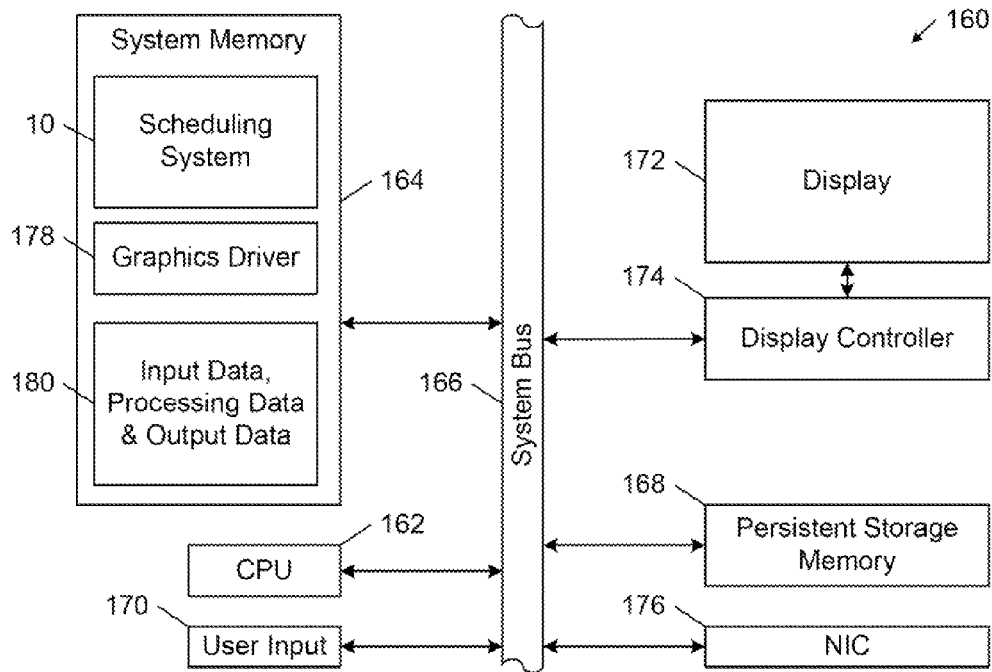 160
System Memory
10
Scheduling
System
164
178
Graphics Driver
180
Input Data,
Processing Data
& Output Data
162
CPU
170
User Input
166
System Bus
172
Display
174
Display Controller
168
Persistent Storage
Memory
176
NIC